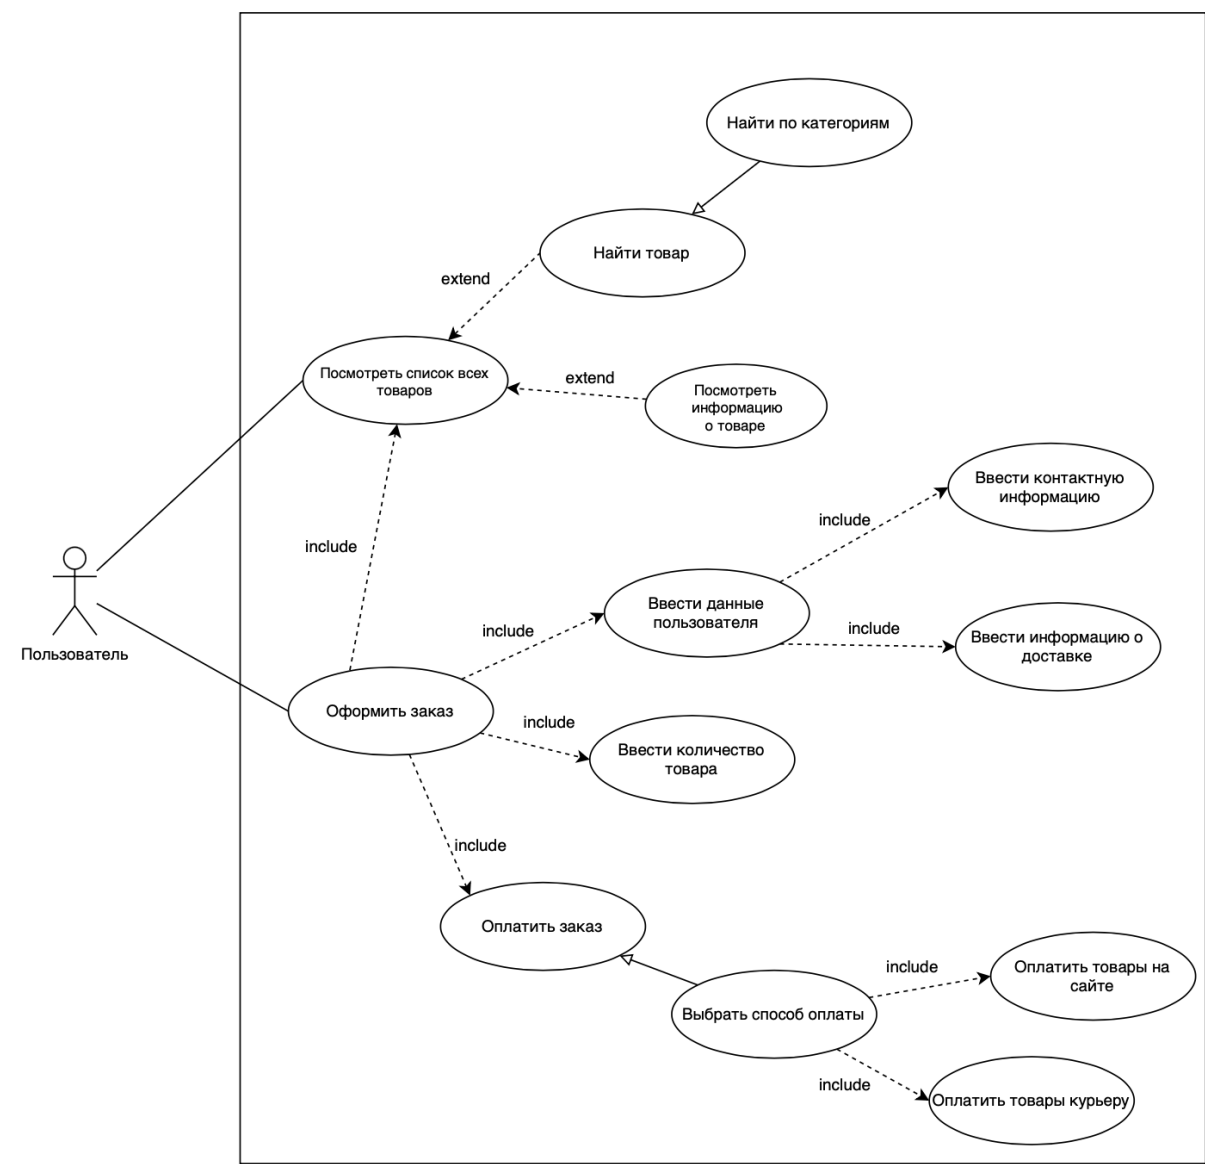 Найти по категориям
Найти товар
extend
Посмотреть список всех
товаров
extend
Посмотреть
информацию
о товаре
Ввести контактную
информацию
include
include
Ввести данные
пользователя
include
include
Ввести информацию о
доставке
Пользователь
Оформить заказ
include
Ввести количество
товара
include
Оплатить заказ
include
Оплатить товары на
сайте
Выбрать способ оплаты
include
Оплатить товары курьеру